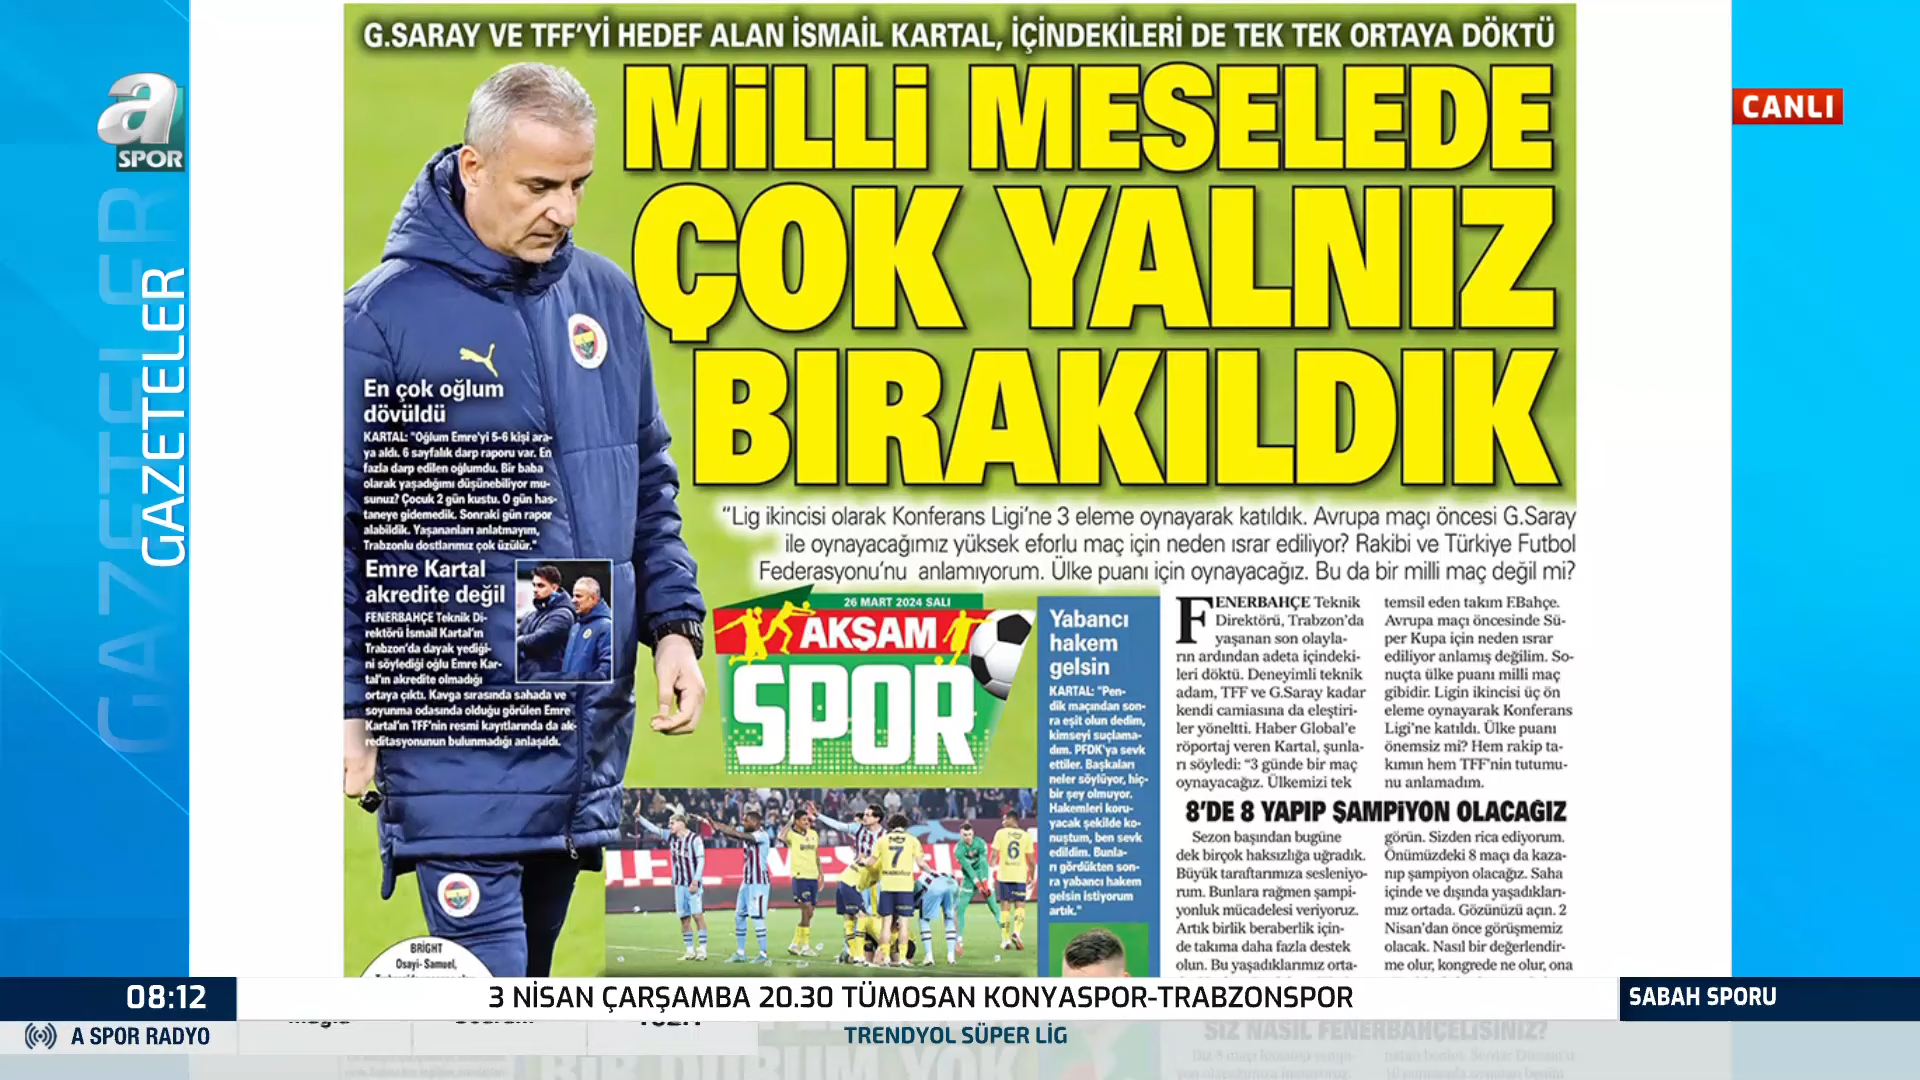 a
SPOR
GAZETELER
GAZETELER
CANLI
G.SARAY VE TFF'Yİ HEDEF ALAN İSMAİL KARTAL, İÇİNDEKİLERİ DE TEK TEK ORTAYA DÖKTÜ
MİLLİ MESELEDE
ÇOK YALNIZ
BIRAKILDIK
"Lig ikincisi olarak Konferans Ligi'ne 3 eleme oynayarak katıldık. Avrupa maçı öncesi G.Saray
ile oynayacağımız yüksek eforlu maç için neden ısrar ediliyor? Rakibi ve Türkiye Futbol
Federasyonu'nu anlamıyorum. Ülke puanı için oynayacağız. Bu da bir milli maç değil mi?
En çok oğlum
dövüldü
KARTAL: "Oğlum Emre'yi 5-6 kişi ara-
ya aldı. 6 sayfalık darp raporu var. En
fazla darp edilen oğlumdu. Bir baba
olarak yaşadığımı düşünebiliyor mu-
sunuz? Çocuk 2 gün kustu. O gün has-
taneye gidemedik. Sonraki gün rapor
alabildik. Yaşananları anlatmayım,
Trabzonlu dostlarımız çok üzülür."
Emre Kartal
akredite değil
FENERBAHÇE Teknik Di-
rektörü İsmail Kartal'ın
Trabzon'da dayak yediği-
ni söylediği oğlu Emre Kar-
tal'ın akredite olmadığı
ortaya çıktı. Kavga sırasında sahada ve
soyunma odasında olduğu görülen Emre
Kartal'ın TFF'nin resmi kayıtlarında da ak-
reditasyonunun bulunmadığı anlaşıldı.
BRIGHT
Osayi- Samuel,
26 MART 2024 SALI
AKŞAM
SPOR
Yabancı
hakem
gelsin
KARTAL: "Pen-
dik maçından son-
ra eşit olun dedim,
kimseyi suçlama-
dım. PFDK'ya sevk
ettiler. Başkaları
neler söylüyor, hiç-
bir şey olmuyor.
Hakemleri koru-
yacak şekilde ko-
nuştum, ben sevk
edildim. Bunla-
rı gördükten son-
ra yabancı hakem
gelsin istiyorum
artık."
7
6
FENERBAHÇE Teknik
Direktörü, Trabzon'da
yaşanan son olayla-
rın ardından adeta içindeki-
leri döktü. Deneyimli teknik
adam, TFF ve G.Saray kadar
kendi camiasına da eleştiri-
ler yöneltti. Haber Global'e
röportaj veren Kartal, şunla-
rı söyledi: "3 günde bir maç
oynayacağız. Ülkemizi tek
temsil eden takım F.Bahçe.
Avrupa maçı öncesinde Sü-
per Kupa için neden ısrar
ediliyor anlamış değilim. So-
nuçta ülke puanı milli maç
gibidir. Ligin ikincisi üç ön
eleme oynayarak Konferans
Ligi'ne katıldı. Ülke puanı
önemsiz mi? Hem rakip ta-
kımın hem TFF'nin tutumu-
nu anlamadım.
8'DE 8 YAPIP ŞAMPİYON OLACAĞIZ
Sezon başından bugüne
dek birçok haksızlığa uğradık.
Büyük taraftarımıza sesleniyo-
rum. Bunlara rağmen şampi-
yonluk mücadelesi veriyoruz.
Artık birlik beraberlik için-
de takıma daha fazla destek
olun. Bu yaşadıklarımız orta-
görün. Sizden rica ediyorum.
Önümüzdeki 8 maçı da kaza-
nıp şampiyon olacağız. Saha
içinde ve dışında yaşadıkları-
mız ortada. Gözünüzü açın. 2
Nisan'dan önce görüşmemiz
olacak. Nasıl bir değerlendir-
me olur, kongrede ne olur, ona
08:12
3 NİSAN ÇARŞAMBA 20.30 TÜMOSAN KONYASPOR-TRABZONSPOR
SABAH SPORU
A SPOR RADYO
TRENDYOL SÜPER LİG
SİZ NASIL FENERBAHÇELİSİNİZ?
BİR DURUM YOK